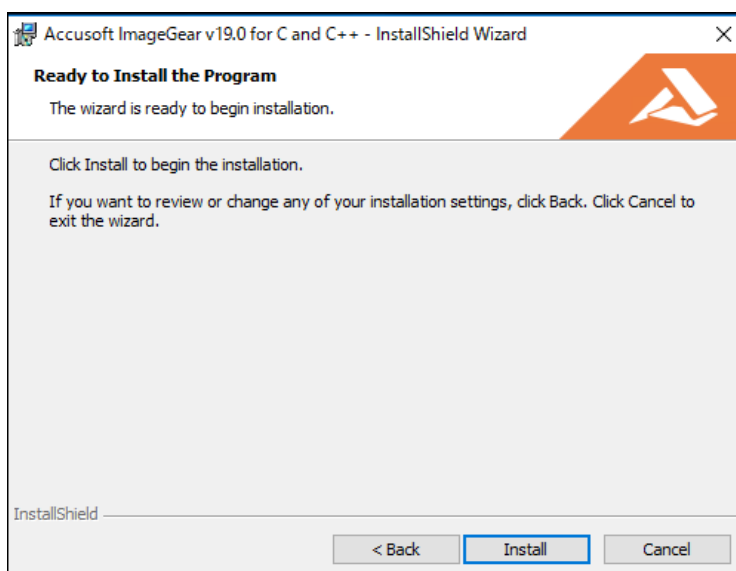 Accusoft ImageGear v19.0 for C and C++ - InstallShield Wizard
Ready to Install the Program
The wizard is ready to begin installation.
Click Install to begin the installation.
If you want to review or change any of your installation settings, click Back. Click Cancel to
exit the wizard.
InstallShield
< Back
Install
Cancel